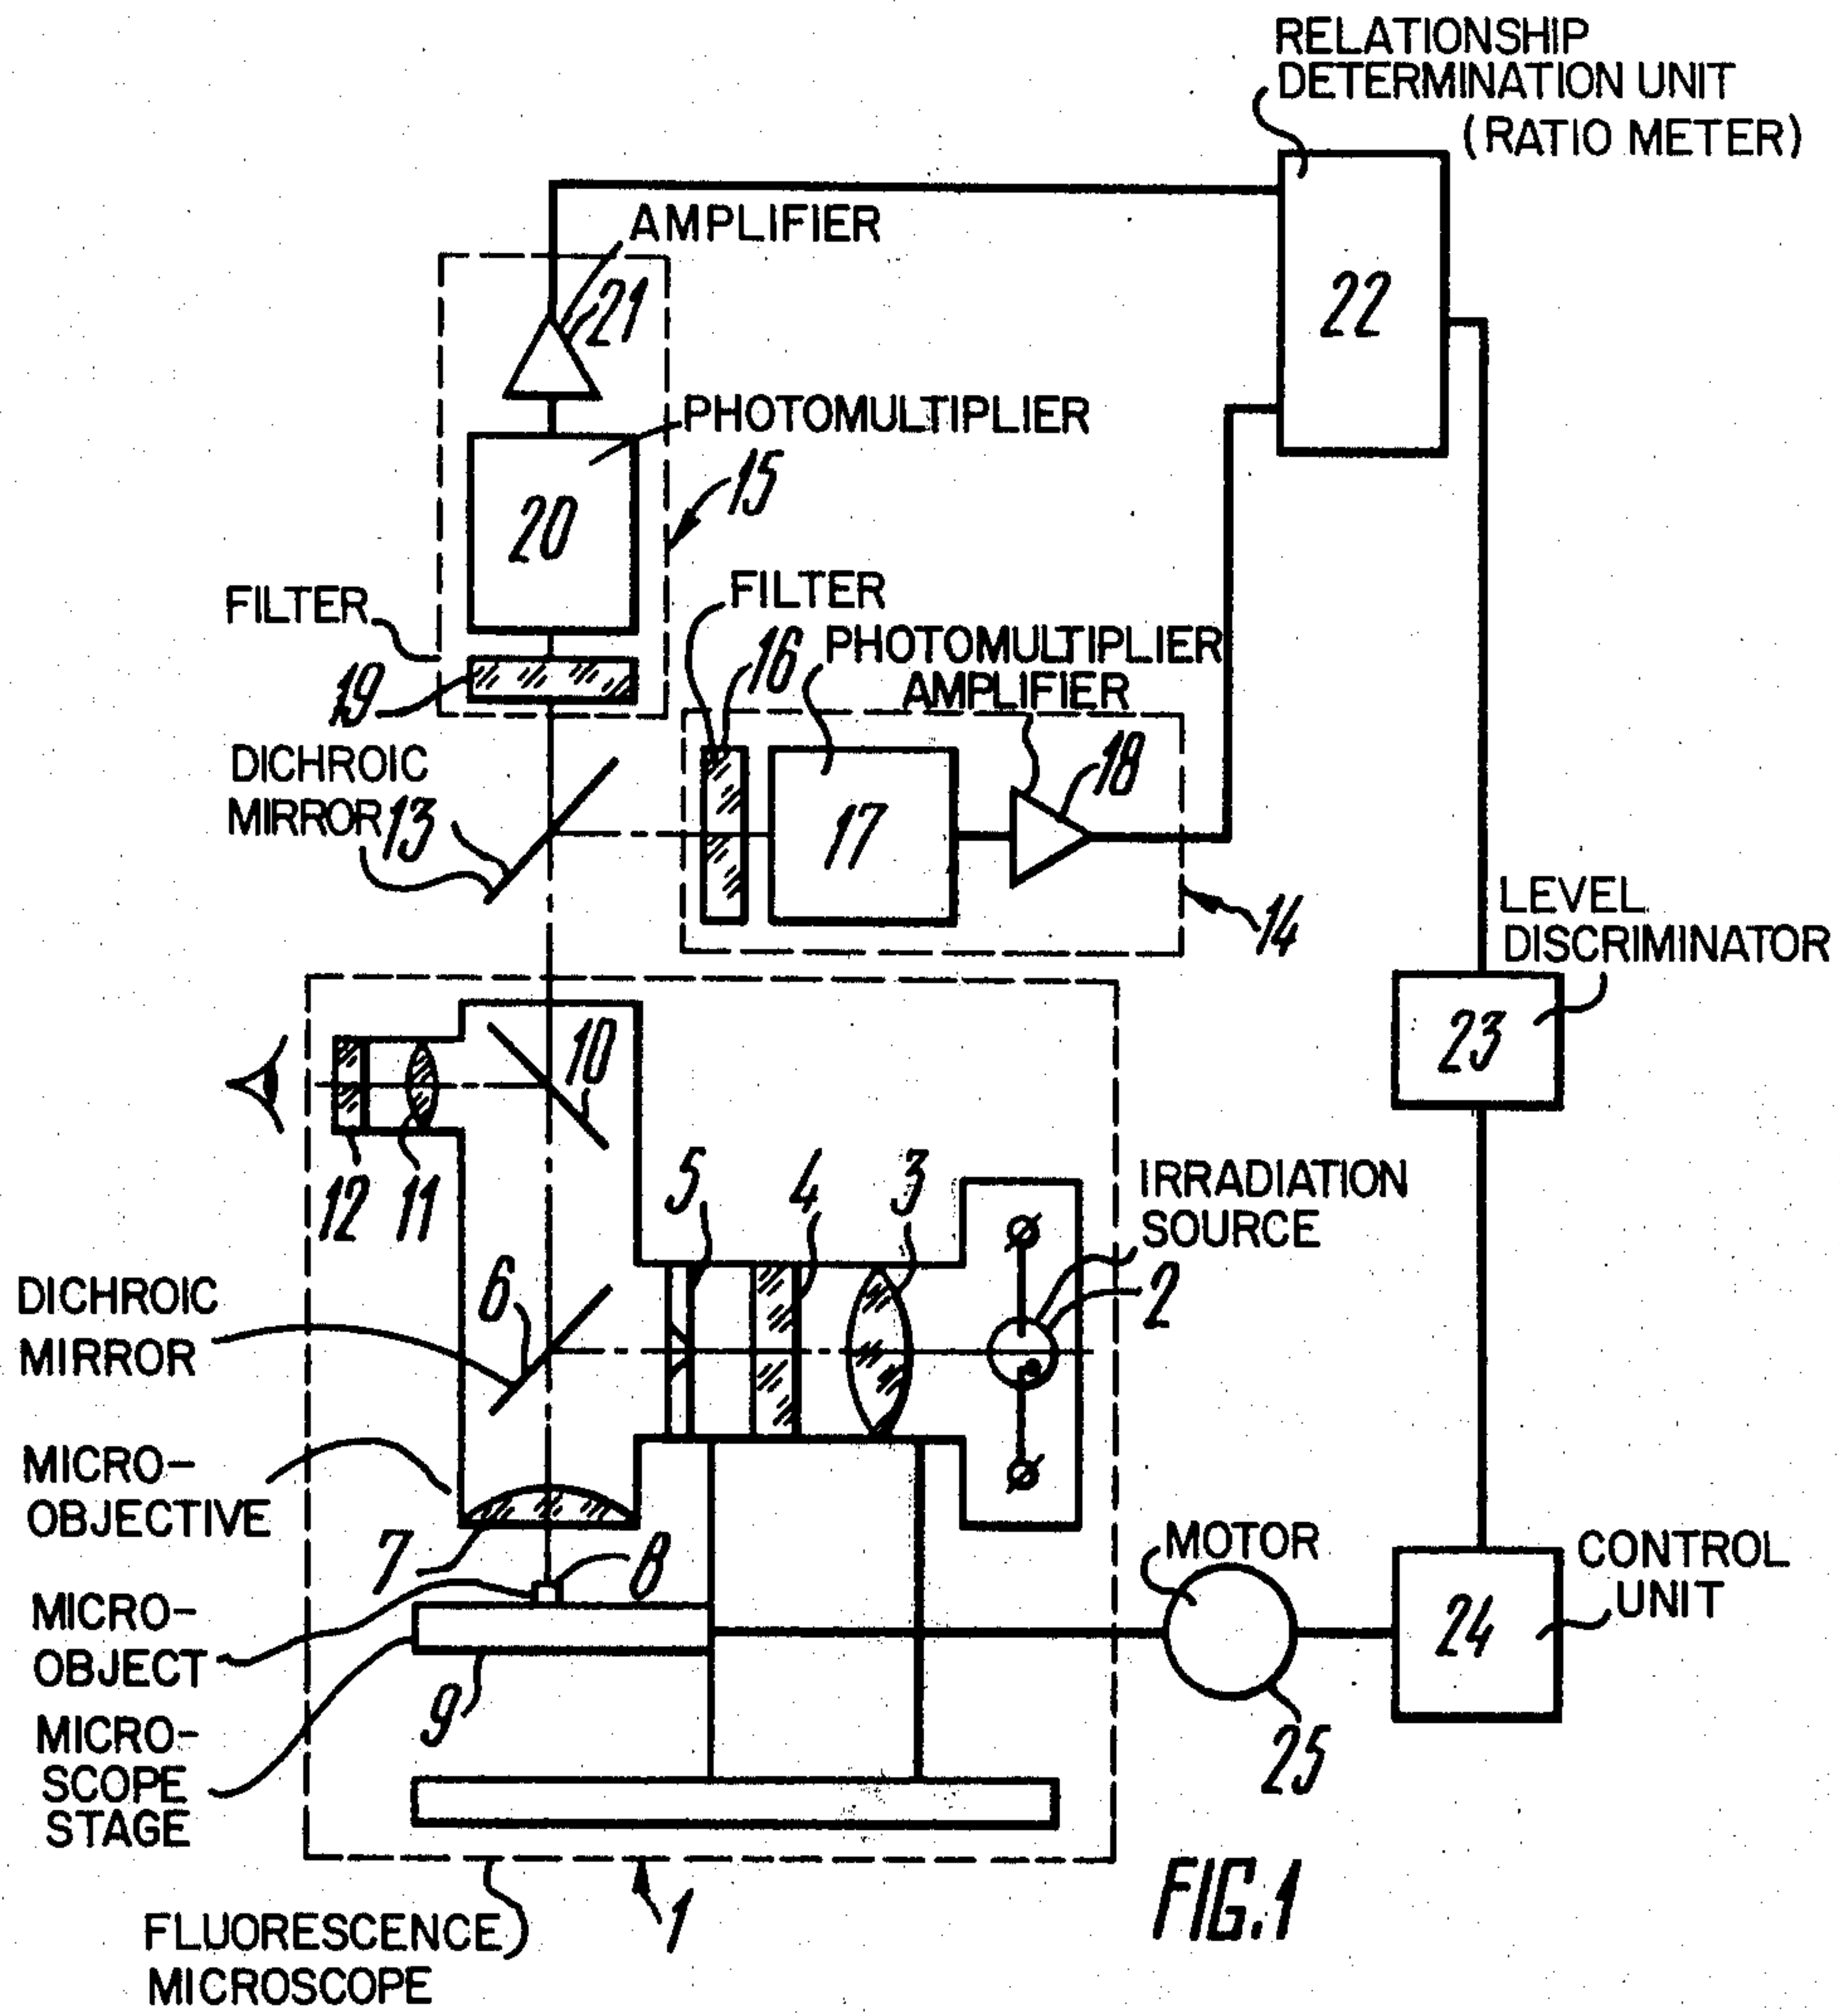 RELATIONSHIP
DETERMINATION UNIT
(RATIO METER)
AMPLIFIER
21
22
PHOTOMULTIPLIER
15
20
FILTER
19
FILTER
16
PHOTOMULTIPLIER
AMPLIFIER
18
17
14
DICHROIC
MIRROR 13
LEVEL
DISCRIMINATOR
23
10
12
11
5
4
3
IRRADIATION
SOURCE
2
DICHROIC
MIRROR
6
MICRO-
OBJECTIVE
7
8
MICRO-
OBJECT
9
MICRO-
SCOPE
STAGE
MOTOR
25
CONTROL
UNIT
24
FLUORESCENCE
MICROSCOPE
1
FIG.1